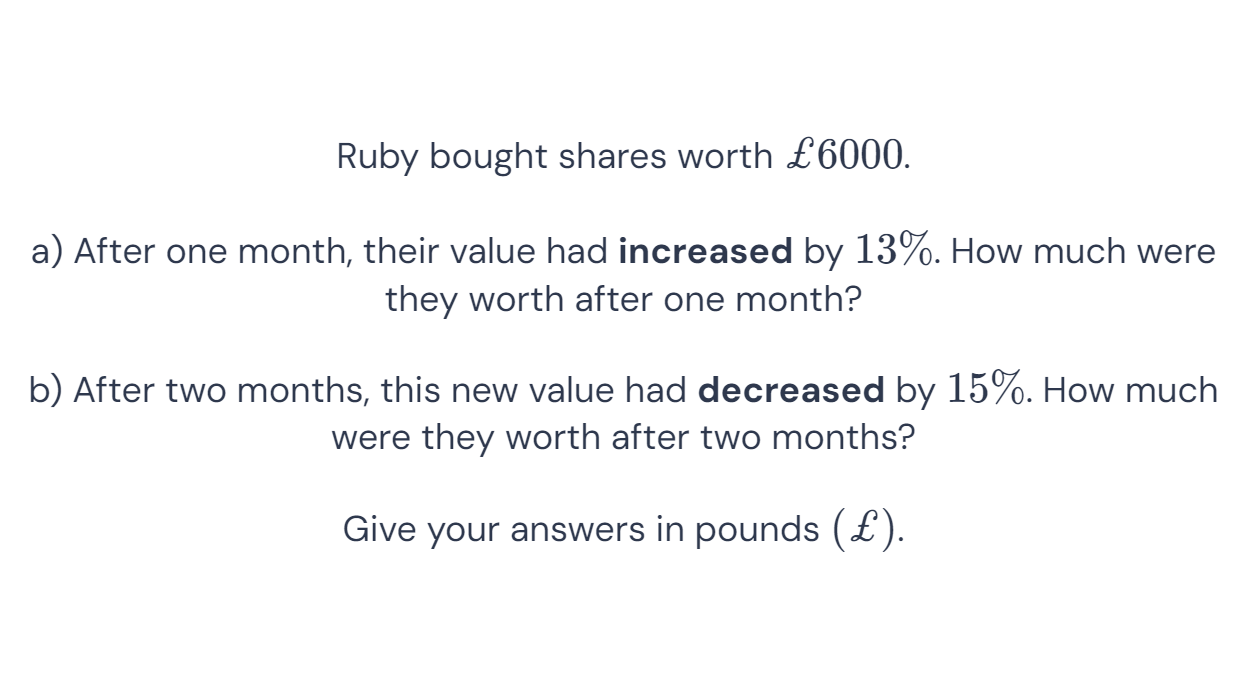 Ruby bought shares worth £6000.
a) After one month, their value had increased by 13%. How much were
they worth after one month?
b) After two months, this new value had decreased by 15%. How much
were they worth after two months?
Give your answers in pounds (£).